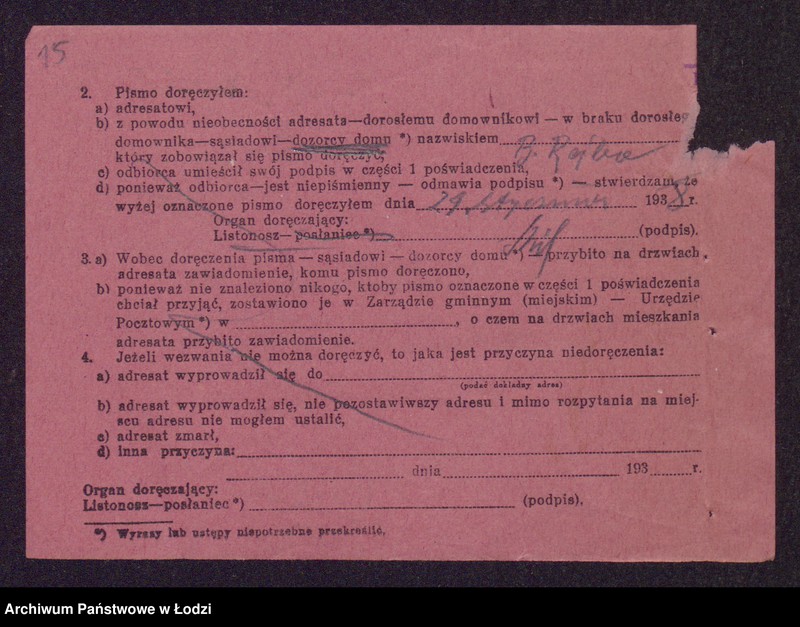 15
2. Pismo doręczyłem:
a) adresatowi,
b) z powodu nieobecności adresata—dorosłemu domownikowi — w braku dorosłeg
domownika—sąsiadowi—dozorcy domu *) nazwiskiem
który zobowiązał się pismo doręczyć,
c) odbiorca umieścił swój podpis w części 1 poświadczenia,
d) ponieważ odbiorca—jest niepiśmienny — odmawia podpisu *) — stwierdzam że
wyżej oznaczone pismo doręczyłem dnia 29 stycznia 1938 r.
Organ doręczający:
Listonosz—posłaniec *) (podpis).
3. a) Wobec doręczenia pisma — sąsiadowi — dozorcy domu *) — przybito na drzwiach
adresata zawiadomienie, komu pismo doręczono,
b) ponieważ nie znaleziono nikogo, ktoby pismo oznaczone w części 1 poświadczenia
chciał przyjąć, zostawiono je w Zarządzie gminnym (miejskim) — Urzędzie
Pocztowym *) w , o czem na drzwiach mieszkania
adresata przybito zawiadomienie.
4. Jeżeli wezwania nie można doręczyć, to jaka jest przyczyna niedoręczenia:
a) adresat wyprowadził się do
(podać dokładny adres)
b) adresat wyprowadził się, nie pozostawiwszy adresu i mimo rozpytania na miej-
scu adresu nie mogłem ustalić,
c) adresat zmarł,
d) inna przyczyna:
dnia 193 r.
Organ doręczający:
Listonosz—posłaniec *) (podpis).
*) Wyrazy lub ustępy niepotrzebne przekreślić.
Archiwum Państwowe w Łodzi